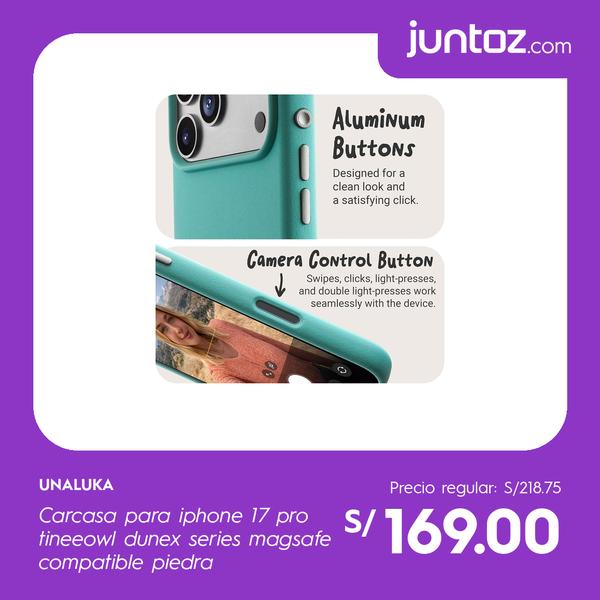 juntoz.com
Aluminum
Buttons
Designed for a
clean look and
a satisfying click.
Camera Control Button
Swipes, clicks, light-presses,
and double light-presses work
seamlessly with the device.
UNALUKA
Carcasa para iphone 17 pro
tineeowl dunex series magsafe
compatible piedra
Precio regular: S/218.75
S/169.00